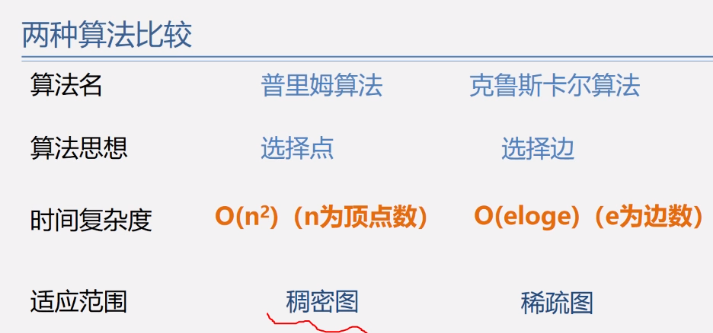 两种算法比较
算法名 普里姆算法 克鲁斯卡尔算法
算法思想 选择点 选择边
时间复杂度 O(n²)（n为顶点数） O(eloge)（e为边数）
适应范围 稠密图 稀疏图